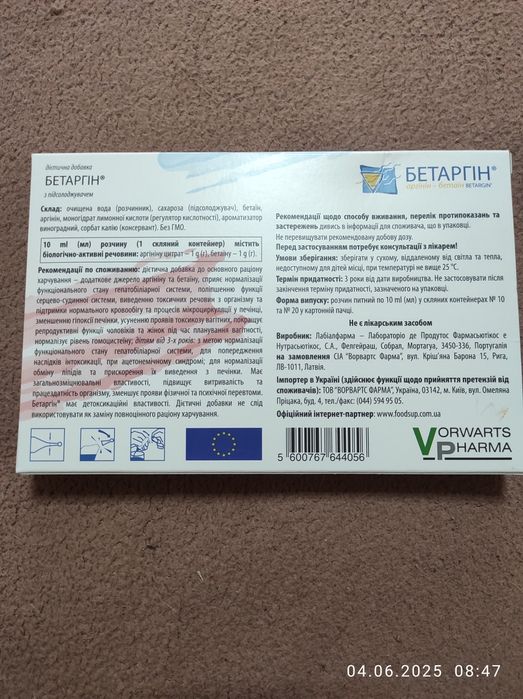 дієтична добавка
БЕТАРГІН®
з підсолоджувачем
Склад: очищена вода (розчинник), сахароза (підсолоджувач), бетаїн,
аргінін, моногідрат лимонної кислоти (регулятор кислотності), ароматизатор
виноградний, сорбат калію (консервант). Без ГМО.
10 ml (мл) розчину (1 скляний контейнер) містить
біологічно-активні речовини: аргініну цитрат – 1g (г), бетаїну – 1g (г).
Рекомендації по споживанню: дієтична добавка до основного раціону
харчування – додаткове джерело аргініну та бетаїну, сприяє нормалізації
функціонального стану гепатобіліарної системи, поліпшенню функції
серцево-судинної системи, виведенню токсичних речовин з організму та
підтримки нормального кровообігу та процесів мікроциркуляції у печінці,
зменшенню гіпоксії печінки, усуненню проявів токсикозу вагітних, покращує
репродуктивні функції чоловіків та жінок під час планування вагітності,
нормалізує рівень гомоцистеїну; дітям від 3-х років: з метою нормалізації
функціонального стану гепатобіліарної системи, для попередження
наслідків інтоксикації, при ацетонемічному синдромі; для нормалізації
обміну ліпідів та прискорення їх виведення з печінки. Має
загальнозміцнювальні властивості, підвищує витривалість та
працездатність організму, зменшує прояви фізичної та психічної перевтоми.
Бетаргін® має детоксикаційні властивості. Дієтичні добавки не слід
використовувати як заміну повноцінного раціону харчування.
БЕТАРГІН®
аргінін – бетаїн BETARGIN®
Рекомендації щодо способу вживання, перелік протипоказань та
застережень дивись в інформації для споживача, що в упаковці.
Не перевищувати рекомендовану добову дозу.
Перед застосуванням потребує консультації з лікарем!
Умови зберігання: зберігати у сухому, віддаленому від світла та тепла,
недоступному для дітей місці, при температурі не вище 25 °C.
Термін придатності: 3 роки від дати виробництва. Не застосовувати після
закінчення терміну придатності, зазначеного на упаковці.
Форма випуску: розчин питний по 10 ml (мл) у скляних контейнерах № 10
та № 20 у картонній пачці.
Не є лікарським засобом
Виробник: Лабіалфарма – Лабораторіо де Продутос Фармасьютікос е
Нутрасьютікос, С.А., Фелгейраш, Собрал, Мортагуа, 3450-336, Португалія
на замовлення СІА "Ворвартс Фарма", вул. Кріш'яна Барона 15, Рига,
ЛВ-1011, Латвія.
Імпортер в Україні (здійснює функції щодо прийняття претензій від
споживачів): ТОВ "ВОРВАРТС ФАРМА", Україна, 03142, м. Київ, вул. Омеляна
Пріцака, буд. 4, тел./факс: (044) 594 95 05.
Офіційний інтернет-партнер: www.foodsup.com.ua
5 600767 644056
VORWARTS
PHARMA
04.06.2025 08:47